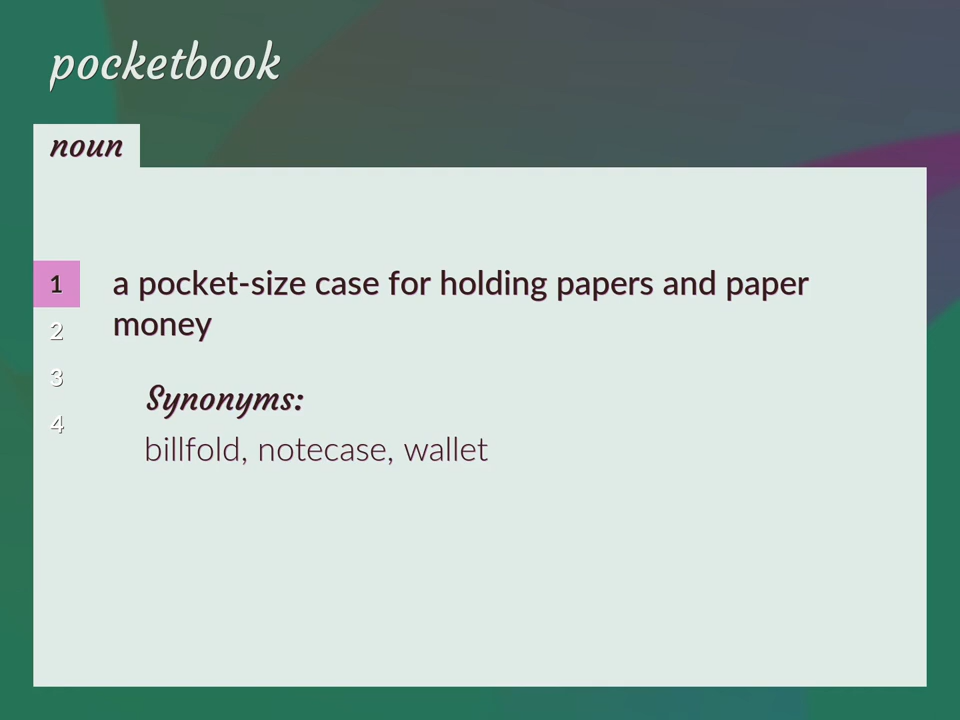 pocketbook
noun
1
a pocket-size case for holding papers and paper
money
2
3
4
Synonyms:
billfold, notecase, wallet